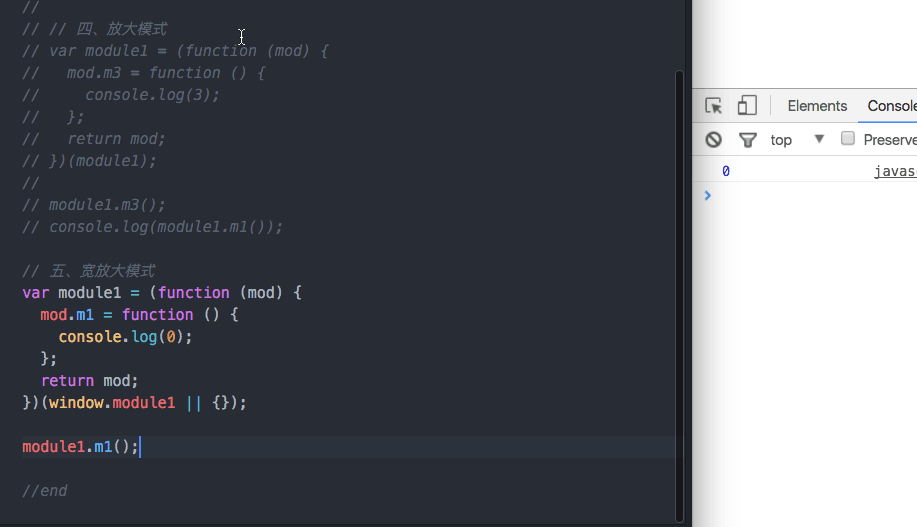 //
// // 四、放大模式
// var module1 = (function (mod) {
//   mod.m3 = function () {
//     console.log(3);
//   };
//   return mod;
// })(module1);
//
// module1.m3();
// console.log(module1.m1());
// 五、宽放大模式
var module1 = (function (mod) {
  mod.m1 = function () {
    console.log(0);
  };
  return mod;
})(window.module1 || {});
module1.m1();
//end
Elements Console
top Preserve
0 javas